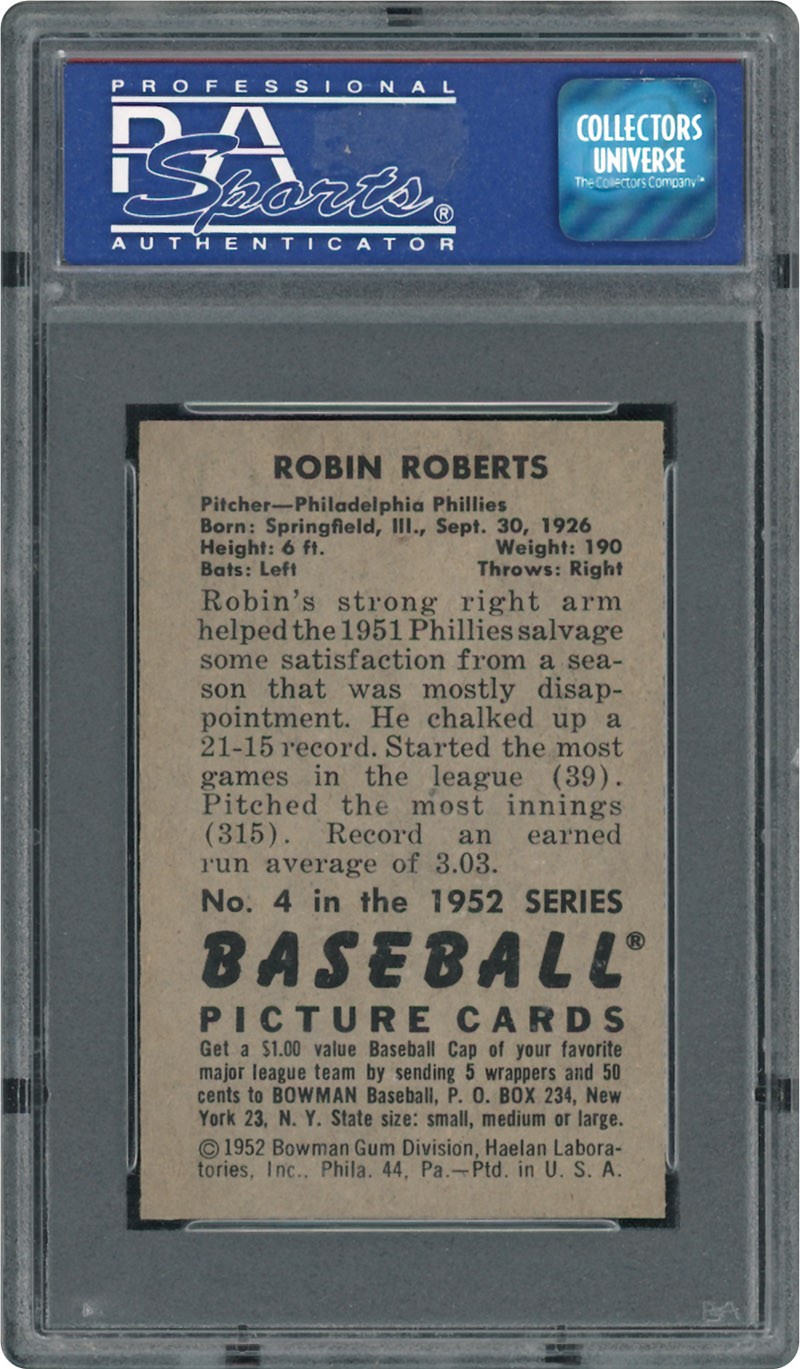 PROFESSIONAL
PSA
Sports®
AUTHENTICATOR
COLLECTORS
UNIVERSE
The Collectors Company™
ROBIN ROBERTS
Pitcher—Philadelphia Phillies
Born: Springfield, Ill., Sept. 30, 1926
Height: 6 ft. Weight: 190
Bats: Left Throws: Right
Robin's strong right arm
helped the 1951 Phillies salvage
some satisfaction from a sea-
son that was mostly disap-
pointment. He chalked up a
21-15 record. Started the most
games in the league (39).
Pitched the most innings
(315). Record an earned
run average of 3.03.
No. 4 in the 1952 SERIES
BASEBALL®
PICTURE CARDS
Get a $1.00 value Baseball Cap of your favorite
major league team by sending 5 wrappers and 50
cents to BOWMAN Baseball, P. O. BOX 234, New
York 23, N. Y. State size: small, medium or large.
©1952 Bowman Gum Division, Haelan Labora-
tories, Inc., Phila. 44, Pa.—Ptd. in U. S. A.
PSA